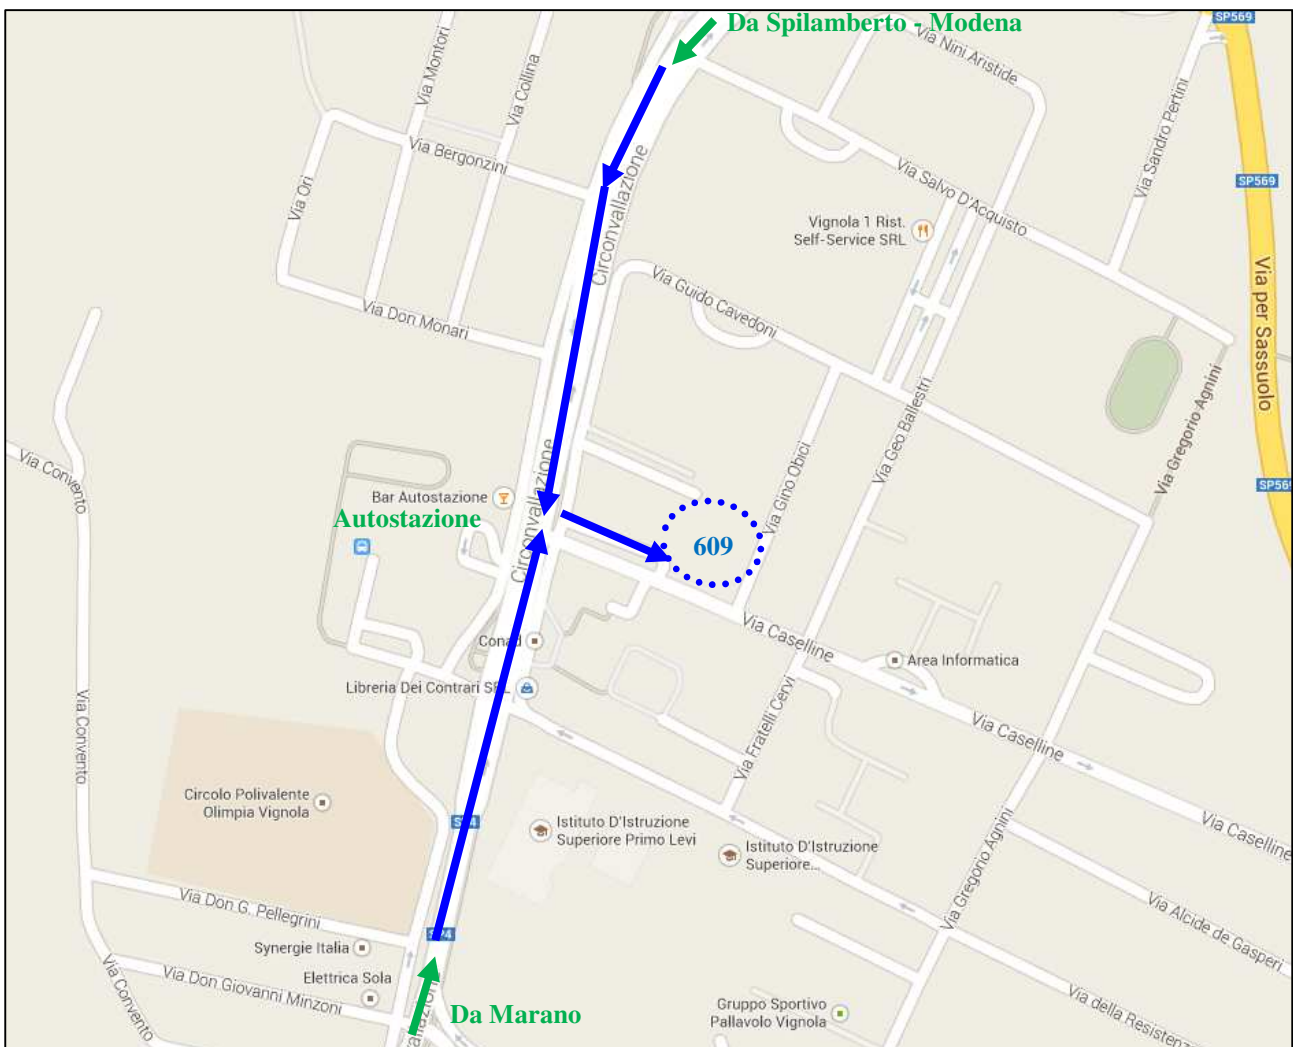 SP569
Da Spilamberto - Modena
Via Nini Aristide
Via Montori
Via Collina
Via Sandro Pertini
Via Bergonzini
Circonvallazione
Via Salvo D'Acquisto
SP569
Via Ori
Vignola 1 Rist.
Self-Service SRL
Via Guido Cavedoni
Via per Sassuolo
Via Don Monari
Via Geo Ballestri
Via Gregorio Agnini
Via Convento
Bar Autostazione
Circonvallazione
Via Gino Obici
SP569
Autostazione
609
Circonvallazione
Via Caselline
Conad
Area Informatica
Libreria Dei Contrari SRL
Via Convento
Via Fratelli Cervi
Via Caselline
Circolo Polivalente
Olimpia Vignola
Istituto D'Istruzione
Superiore Primo Levi
Istituto D'Istruzione
Superiore...
Via Caselline
Via Gregorio Agnini
Via Don G. Pellegrini
Via Alcide de Gasperi
Synergie Italia
Via Convento
Via Don Giovanni Minzoni
Elettrica Sola
Da Marano
Gruppo Sportivo
Pallavolo Vignola
Via della Resistenz